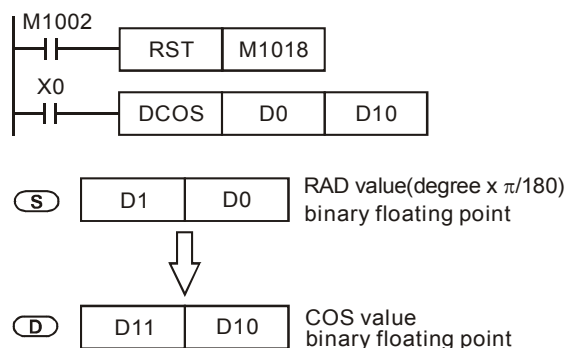 M1002
RST M1018
X0
DCOS D0 D10
S D1 D0 RAD value(degree x π/180)
binary floating point
D D11 D10 COS value
binary floating point